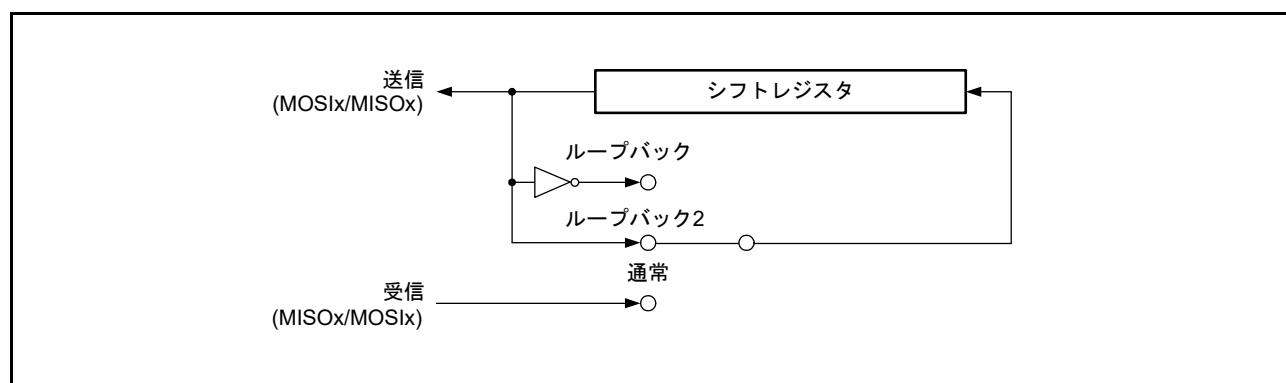 送信
(MOSIx/MISOx)
シフトレジスタ
ループバック
ループバック2
通常
受信
(MISOx/MOSIx)